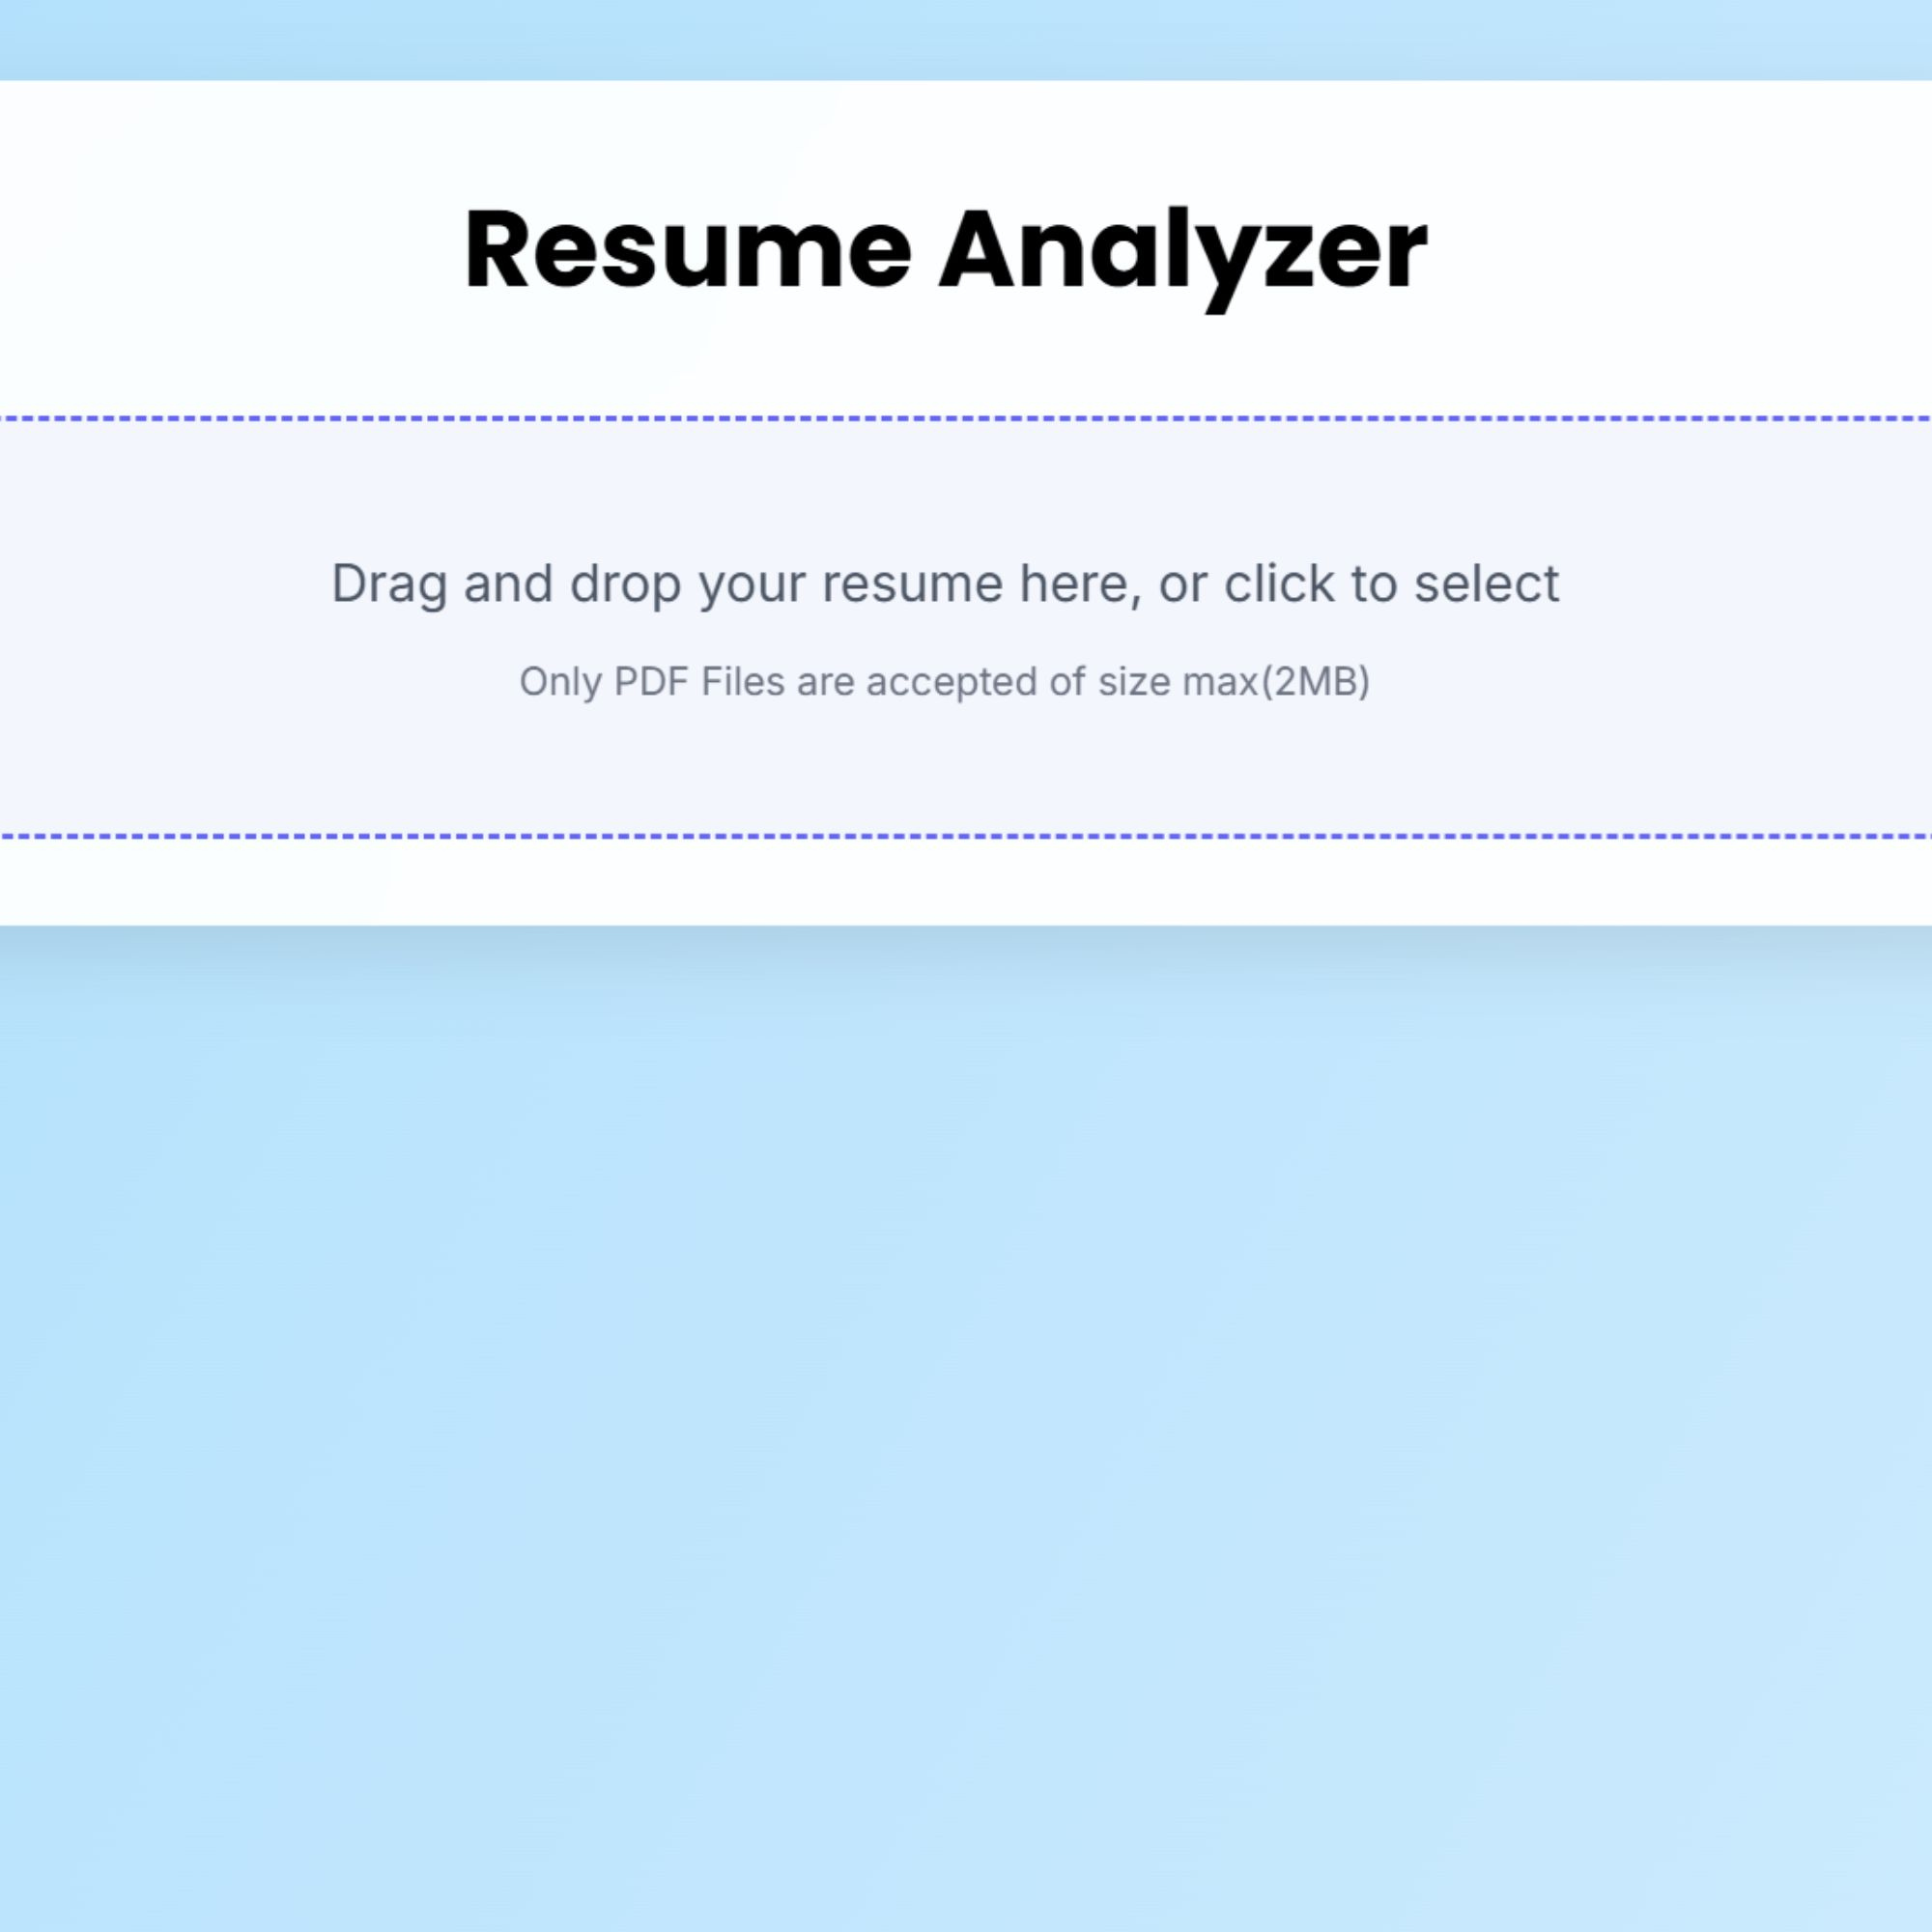 Resume Analyzer
Drag and drop your resume here, or click to select
Only PDF Files are accepted of size max(2MB)